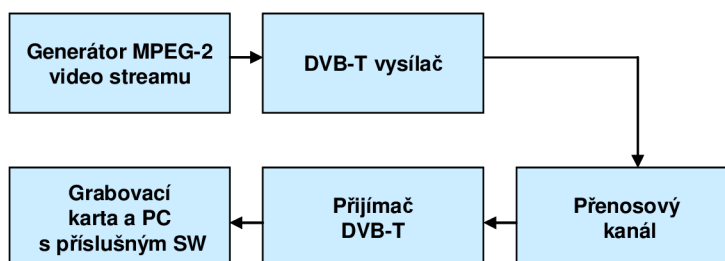 Generátor MPEG-2
video streamu
DVB-T vysílač
Přenosový
kanál
Přijímač
DVB-T
Grabovací
karta a PC
s příslušným SW